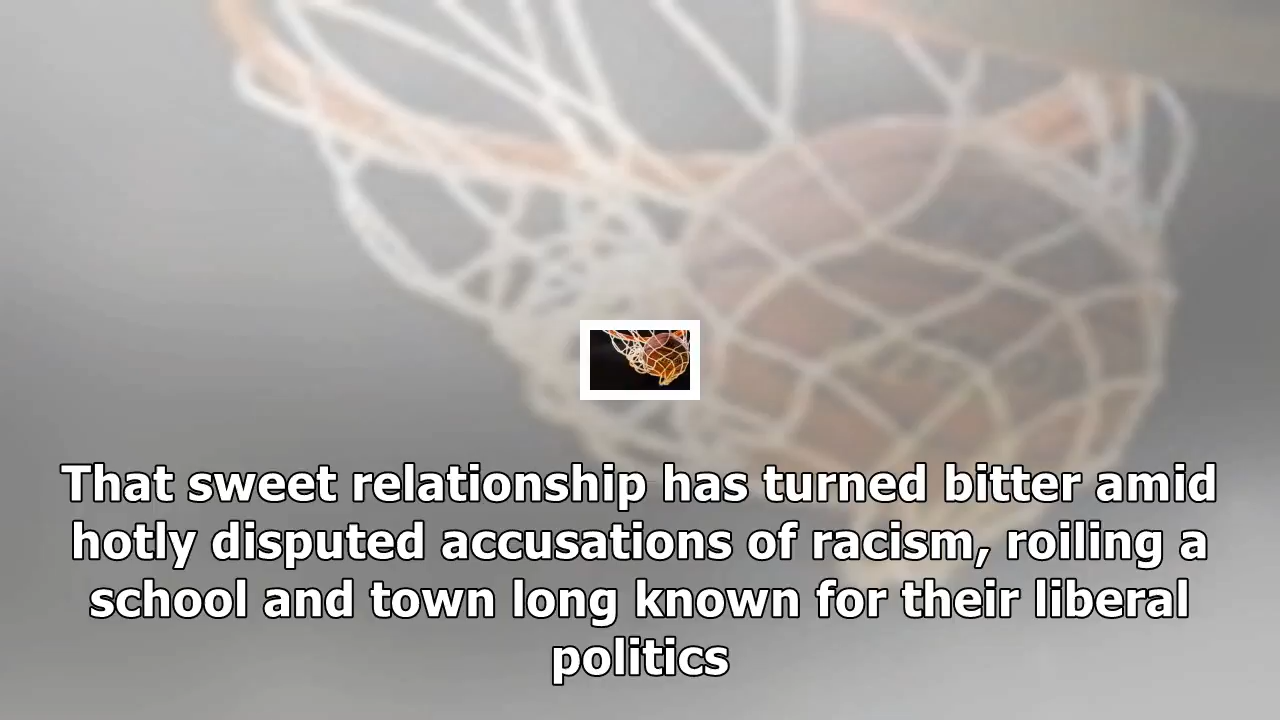 That sweet relationship has turned bitter amid
hotly disputed accusations of racism, roiling a
school and town long known for their liberal
politics